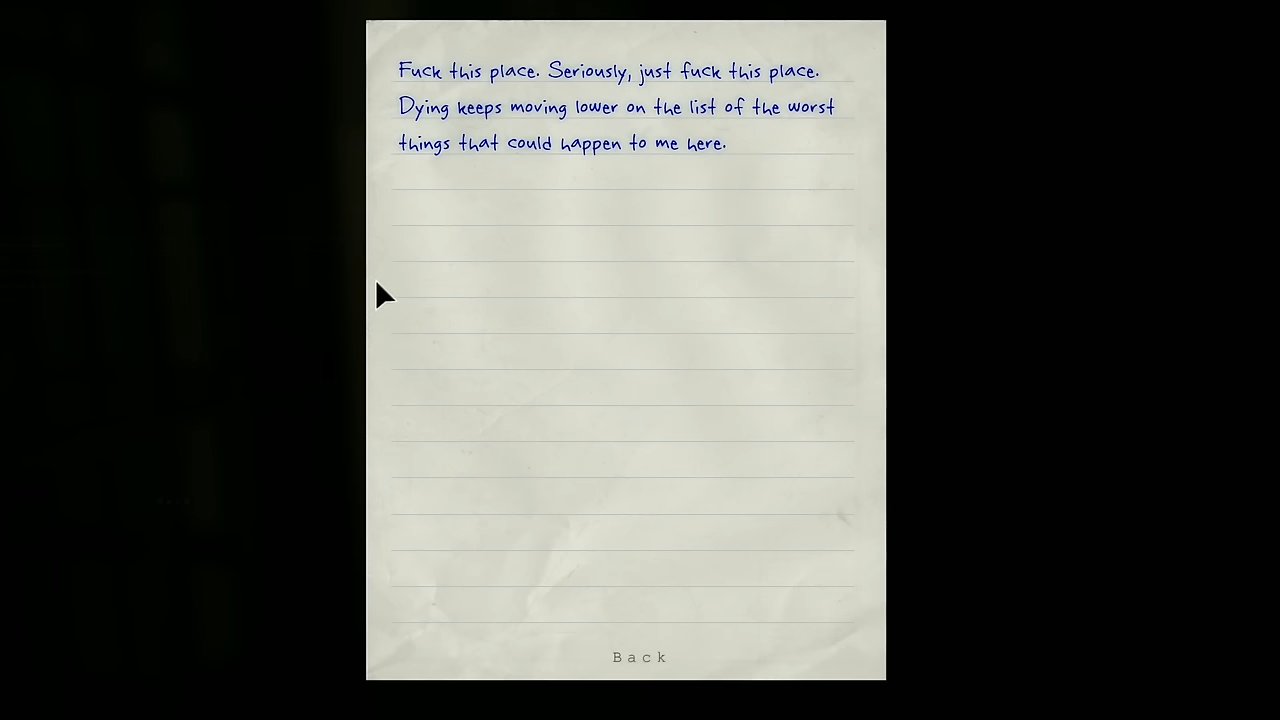 Fuck this place. Seriously, just fuck this place.
Dying keeps moving lower on the list of the worst
things that could happen to me here.
Back